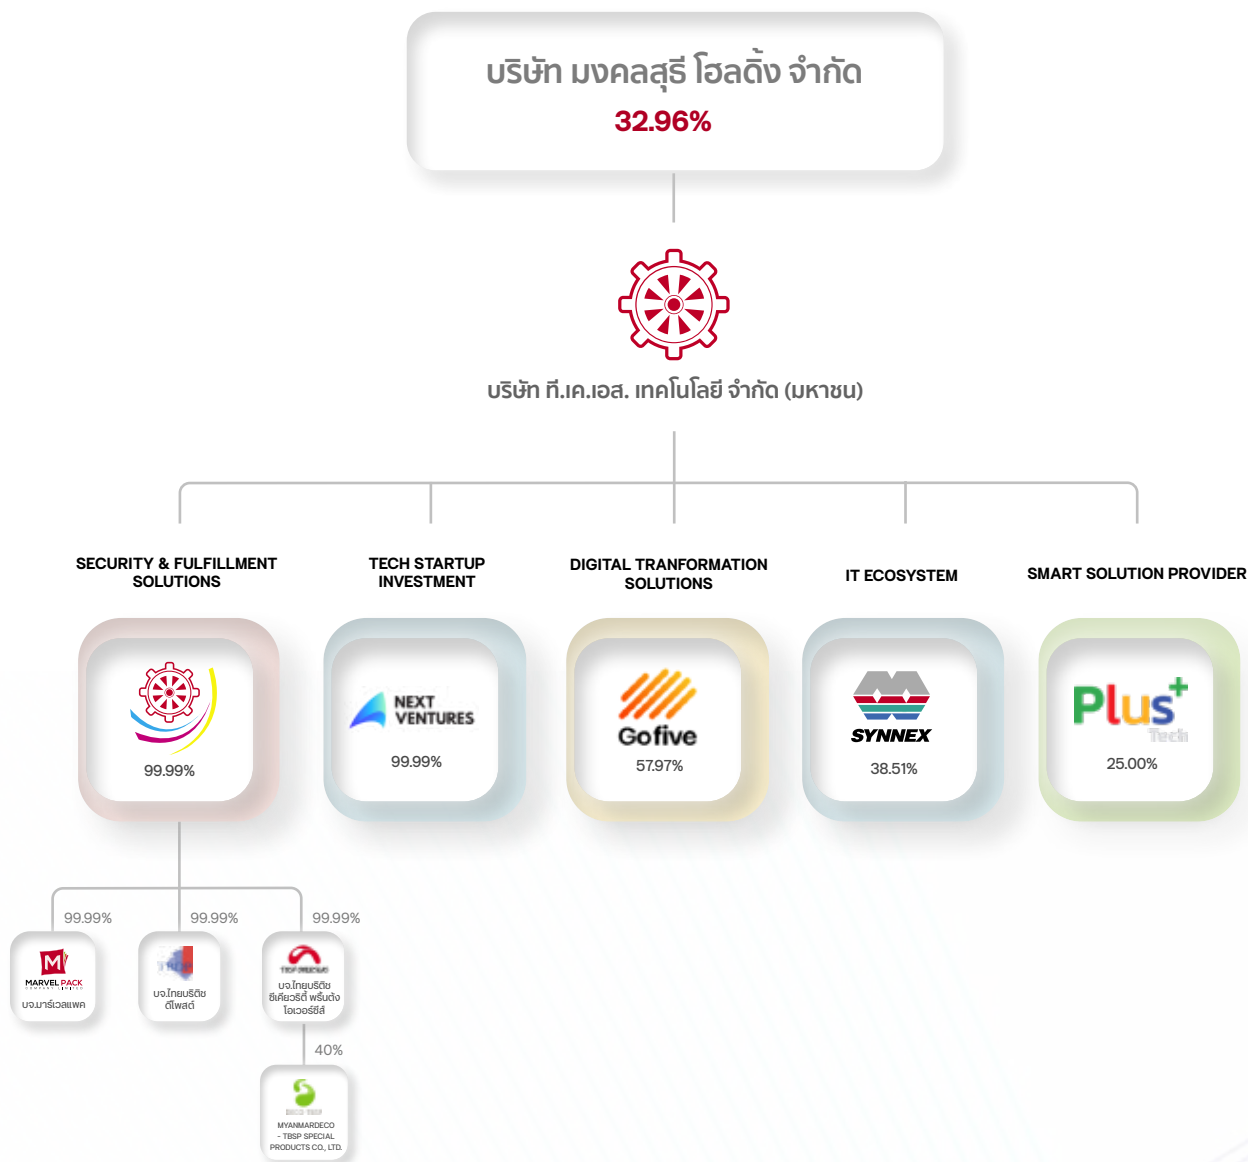 บริษัท มงคลสุธี โฮลดิ้ง จำกัด
32.96%
บริษัท ที.เค.เอส. เทคโนโลยี จำกัด (มหาชน)
SECURITY & FULFILLMENT
SOLUTIONS
99.99%
TECH STARTUP
INVESTMENT
NEXT
VENTURES
99.99%
DIGITAL TRANFORMATION
SOLUTIONS
Gofive
57.97%
IT ECOSYSTEM
SYNNEX
38.51%
SMART SOLUTION PROVIDER
Plus+
Tech
25.00%
99.99%
M
MARVEL PACK
COMPANY LIMITED
บจ.มาร์เวลแพค
99.99%
บจ.ไทยบริติช
ดีโพสต์
99.99%
บจ.ไทยบริติช
ซีเคียวริตี้ พริ้นติ้ง
โอเวอร์ซีส์
40%
MYANMARDECO
- TBSP SPECIAL
PRODUCTS CO., LTD.